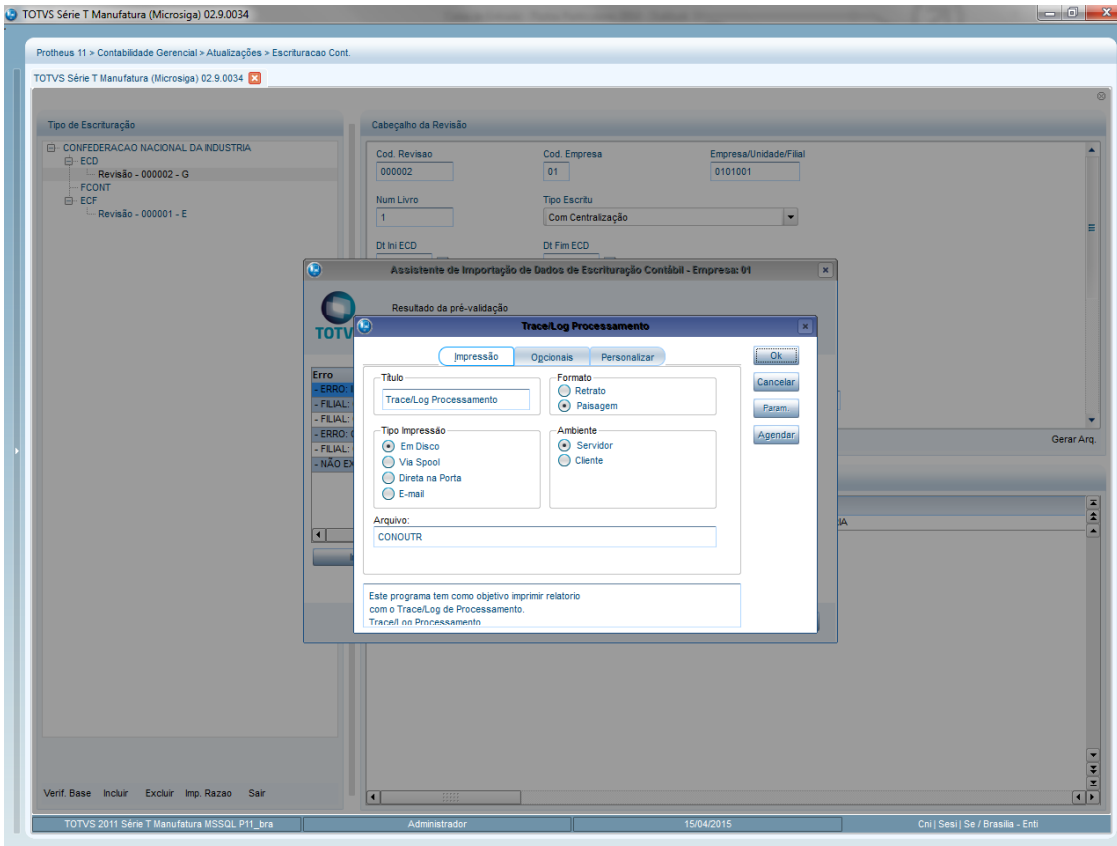 TOTVS Série T Manufatura (Microsiga) 02.9.0034
Protheus 11 > Contabilidade Gerencial > Atualizações > Escrituracao Cont.
TOTVS Série T Manufatura (Microsiga) 02.9.0034
Tipo de Escrituração
CONFEDERACAO NACIONAL DA INDUSTRIA
ECD
Revisão - 000002 - G
FCONT
ECF
Revisão - 000001 - E
Verif. Base Incluir Excluir Imp. Razao Sair
Cabeçalho da Revisão
Cod. Revisao Cod. Empresa Empresa/Unidade/Filial
000002 01 0101001
Num Livro Tipo Escritu
1 Com Centralização
Dt Ini ECD Dt Fim ECD
Gerar Arq.
IA
Assistente de Importação de Dados de Escrituração Contábil - Empresa: 01
Resultado da pré-validação
TOTV
Erro
- ERRO:
- FILIAL:
- FILIAL:
- ERRO:
- FILIAL:
- NÃO EX
Trace/Log Processamento
Impressão Opcionais Personalizar
Título
Trace/Log Processamento
Formato
Retrato
Paisagem
Tipo Impressão
Em Disco
Via Spool
Direta na Porta
E-mail
Ambiente
Servidor
Cliente
Arquivo:
CONOUTR
Este programa tem como objetivo imprimir relatorio
com o Trace/Log de Processamento.
Trace/Log Processamento
Ok
Cancelar
Param.
Agendar
TOTVS 2011 Série T Manufatura MSSQL P11_bra Administrador 15/04/2015 Cni | Sesi | Se / Brasilia - Enti